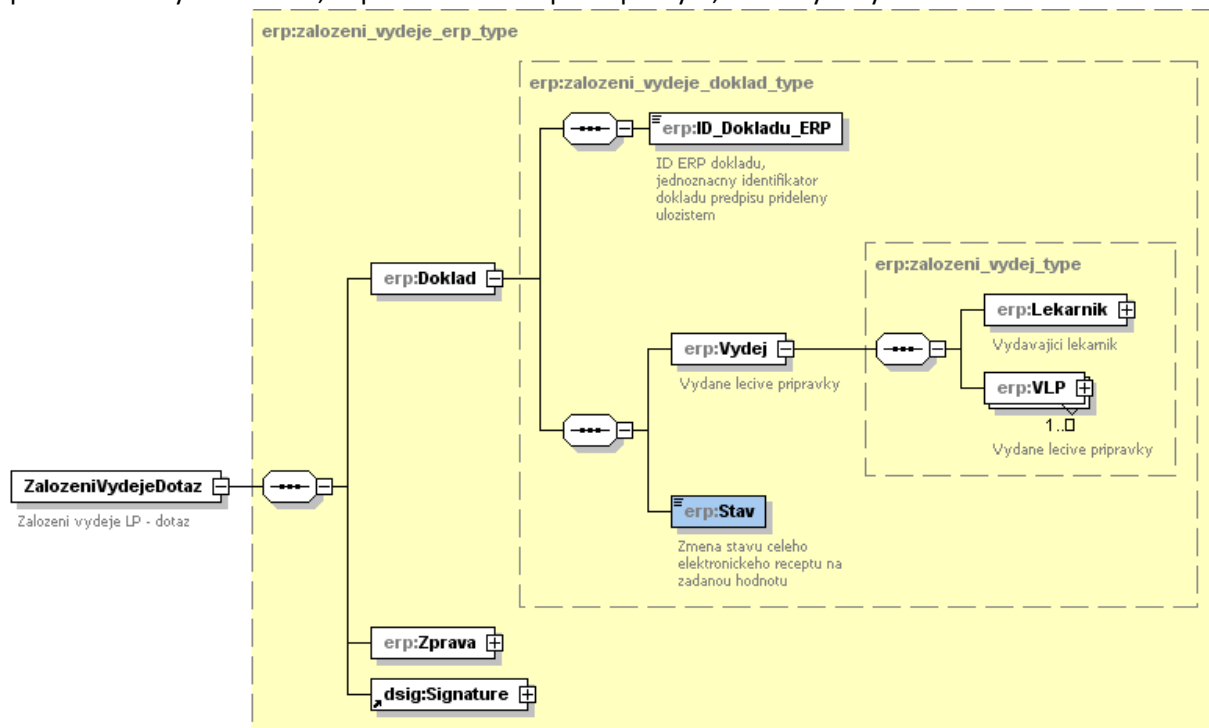 erp:zalozeni_vydeje_erp_type
erp:zalozeni_vydeje_doklad_type
erp:ID_Dokladu_ERP
ID ERP dokladu,
jednoznacny identifikator
dokladu predpisu prideleny
ulozistem
erp:zalozeni_vydej_type
erp:Doklad
erp:Lekarnik
Vydavajici lekarnik
erp:Vydej
Vydane lecive pripravky
erp:VLP
1..
Vydane lecive pripravky
ZalozeniVydejeDotaz
Zalozeni vydeje LP - dotaz
erp:Stav
Zmena stavu celeho
elektronickeho receptu na
zadanou hodnotu
erp:Zprava
dsig:Signature